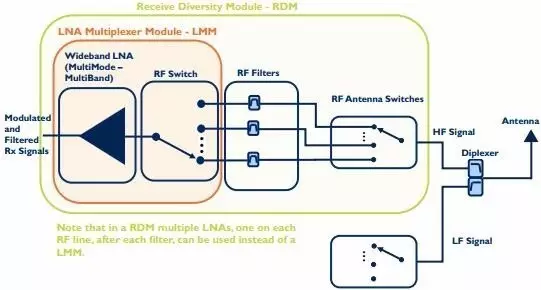 Receive Diversity Module - RDM
LNA Multiplexer Module - LMM
Wideband LNA
(MultiMode –
MultiBand)
RF Switch
RF Filters
RF Antenna Switches
Modulated
and
Filtered
Rx Signals
HF Signal
Antenna
Diplexer
LF Signal
Note that in a RDM multiple LNAs, one on each
RF line, after each filter, can be used instead of a
LMM.